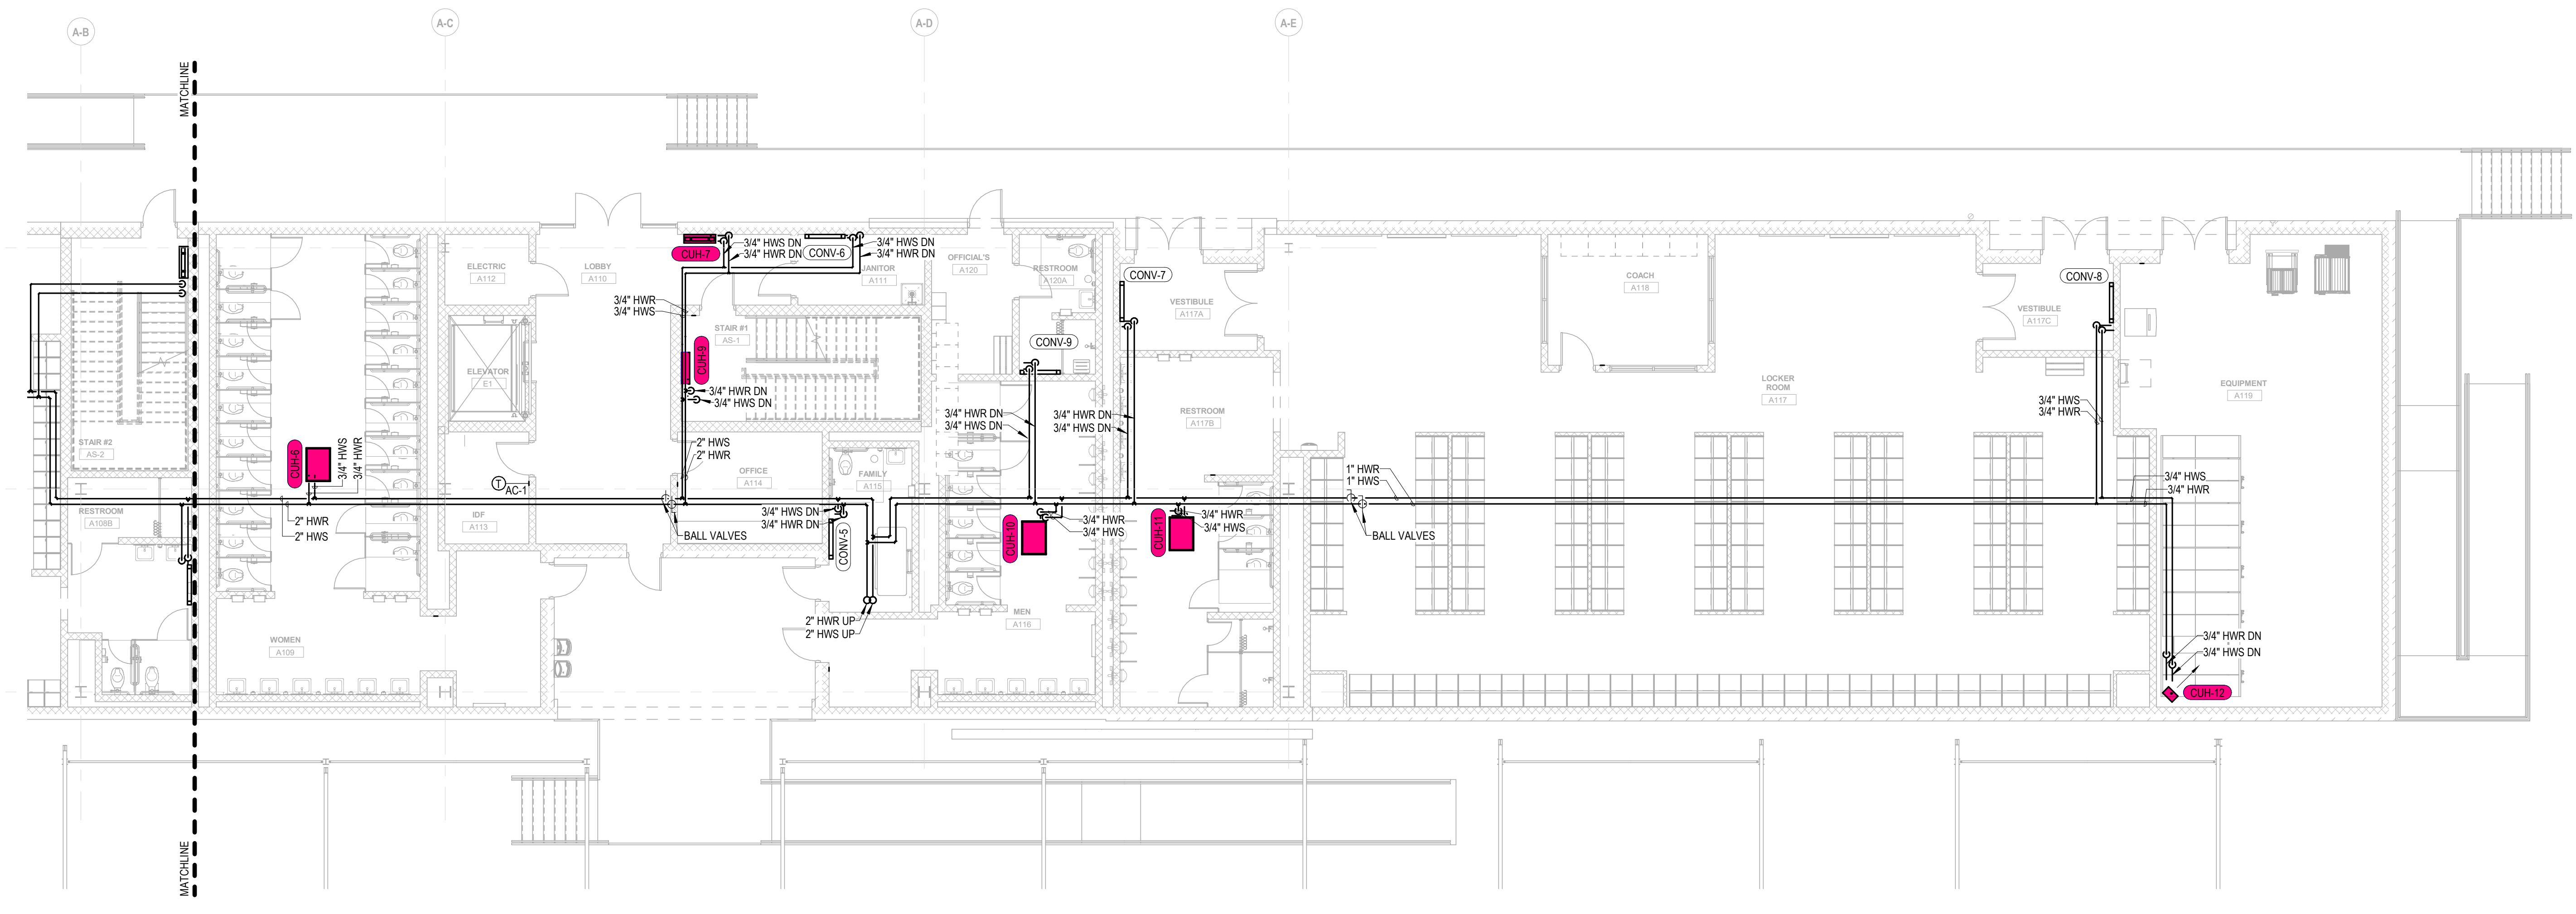 A-B
A-C
A-D
A-E
MATCHLINE
CUH-7
3/4" HWS DN
3/4" HWR DN
CONV-6
3/4" HWS DN
3/4" HWR DN
ELECTRIC
A112
LOBBY
A110
JANITOR
A111
OFFICIAL'S
A120
RESTROOM
A120A
CONV-7
VESTIBULE
A117A
COACH
A118
VESTIBULE
A117C
CONV-8
3/4" HWR
3/4" HWS
STAIR #1
AS-1
CUH-9
3/4" HWR DN
3/4" HWS DN
CONV-9
ELEVATOR
E1
LOCKER
ROOM
A117
EQUIPMENT
A119
RESTROOM
A117B
3/4" HWR DN
3/4" HWS DN
3/4" HWR DN
3/4" HWS DN
3/4" HWS
3/4" HWR
STAIR #2
AS-2
CUH-6
3/4" HWS
3/4" HWR
2" HWS
2" HWR
OFFICE
A114
FAMILY
A115
T
AC-1
1" HWR
1" HWS
3/4" HWS
3/4" HWR
RESTROOM
A108B
2" HWR
2" HWS
IDF
A113
BALL VALVES
3/4" HWS DN
3/4" HWR DN
CONV-5
CUH-10
3/4" HWR
3/4" HWS
CUH-11
3/4" HWR
3/4" HWS
BALL VALVES
2" HWR UP
2" HWS UP
MEN
A116
WOMEN
A109
3/4" HWR DN
3/4" HWS DN
CUH-12
MATCHLINE